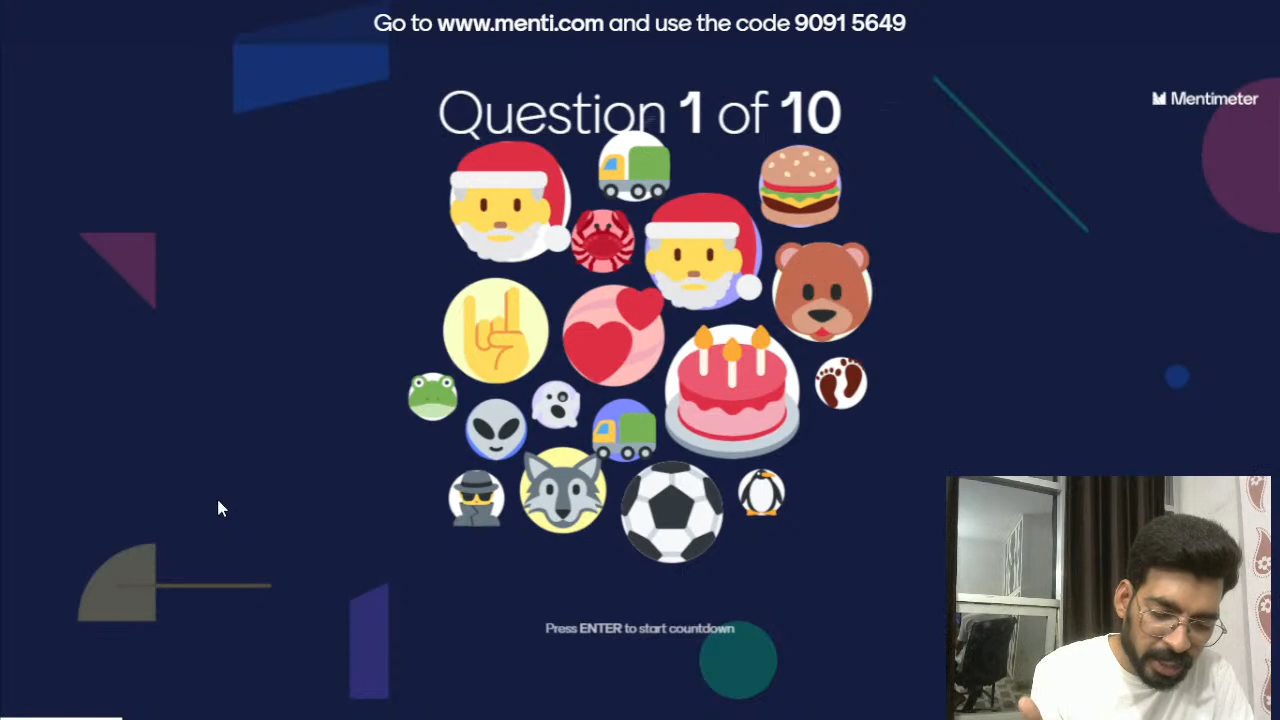 Go to www.menti.com and use the code 9091 5649
Mentimeter
Question 1 of 10
Press ENTER to start countdown